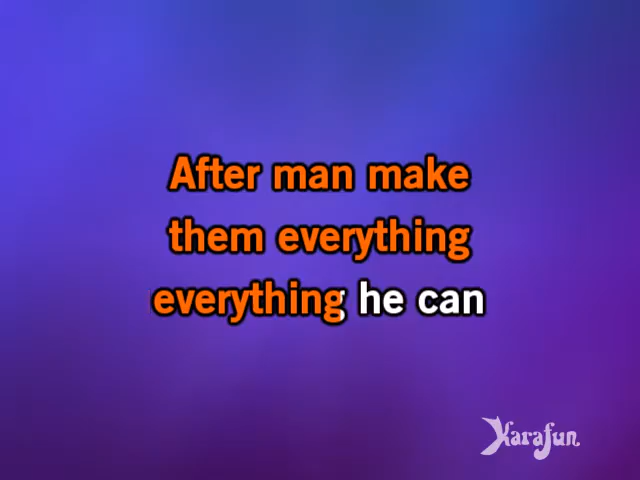 After man make
them everything
everything he can
Karafun